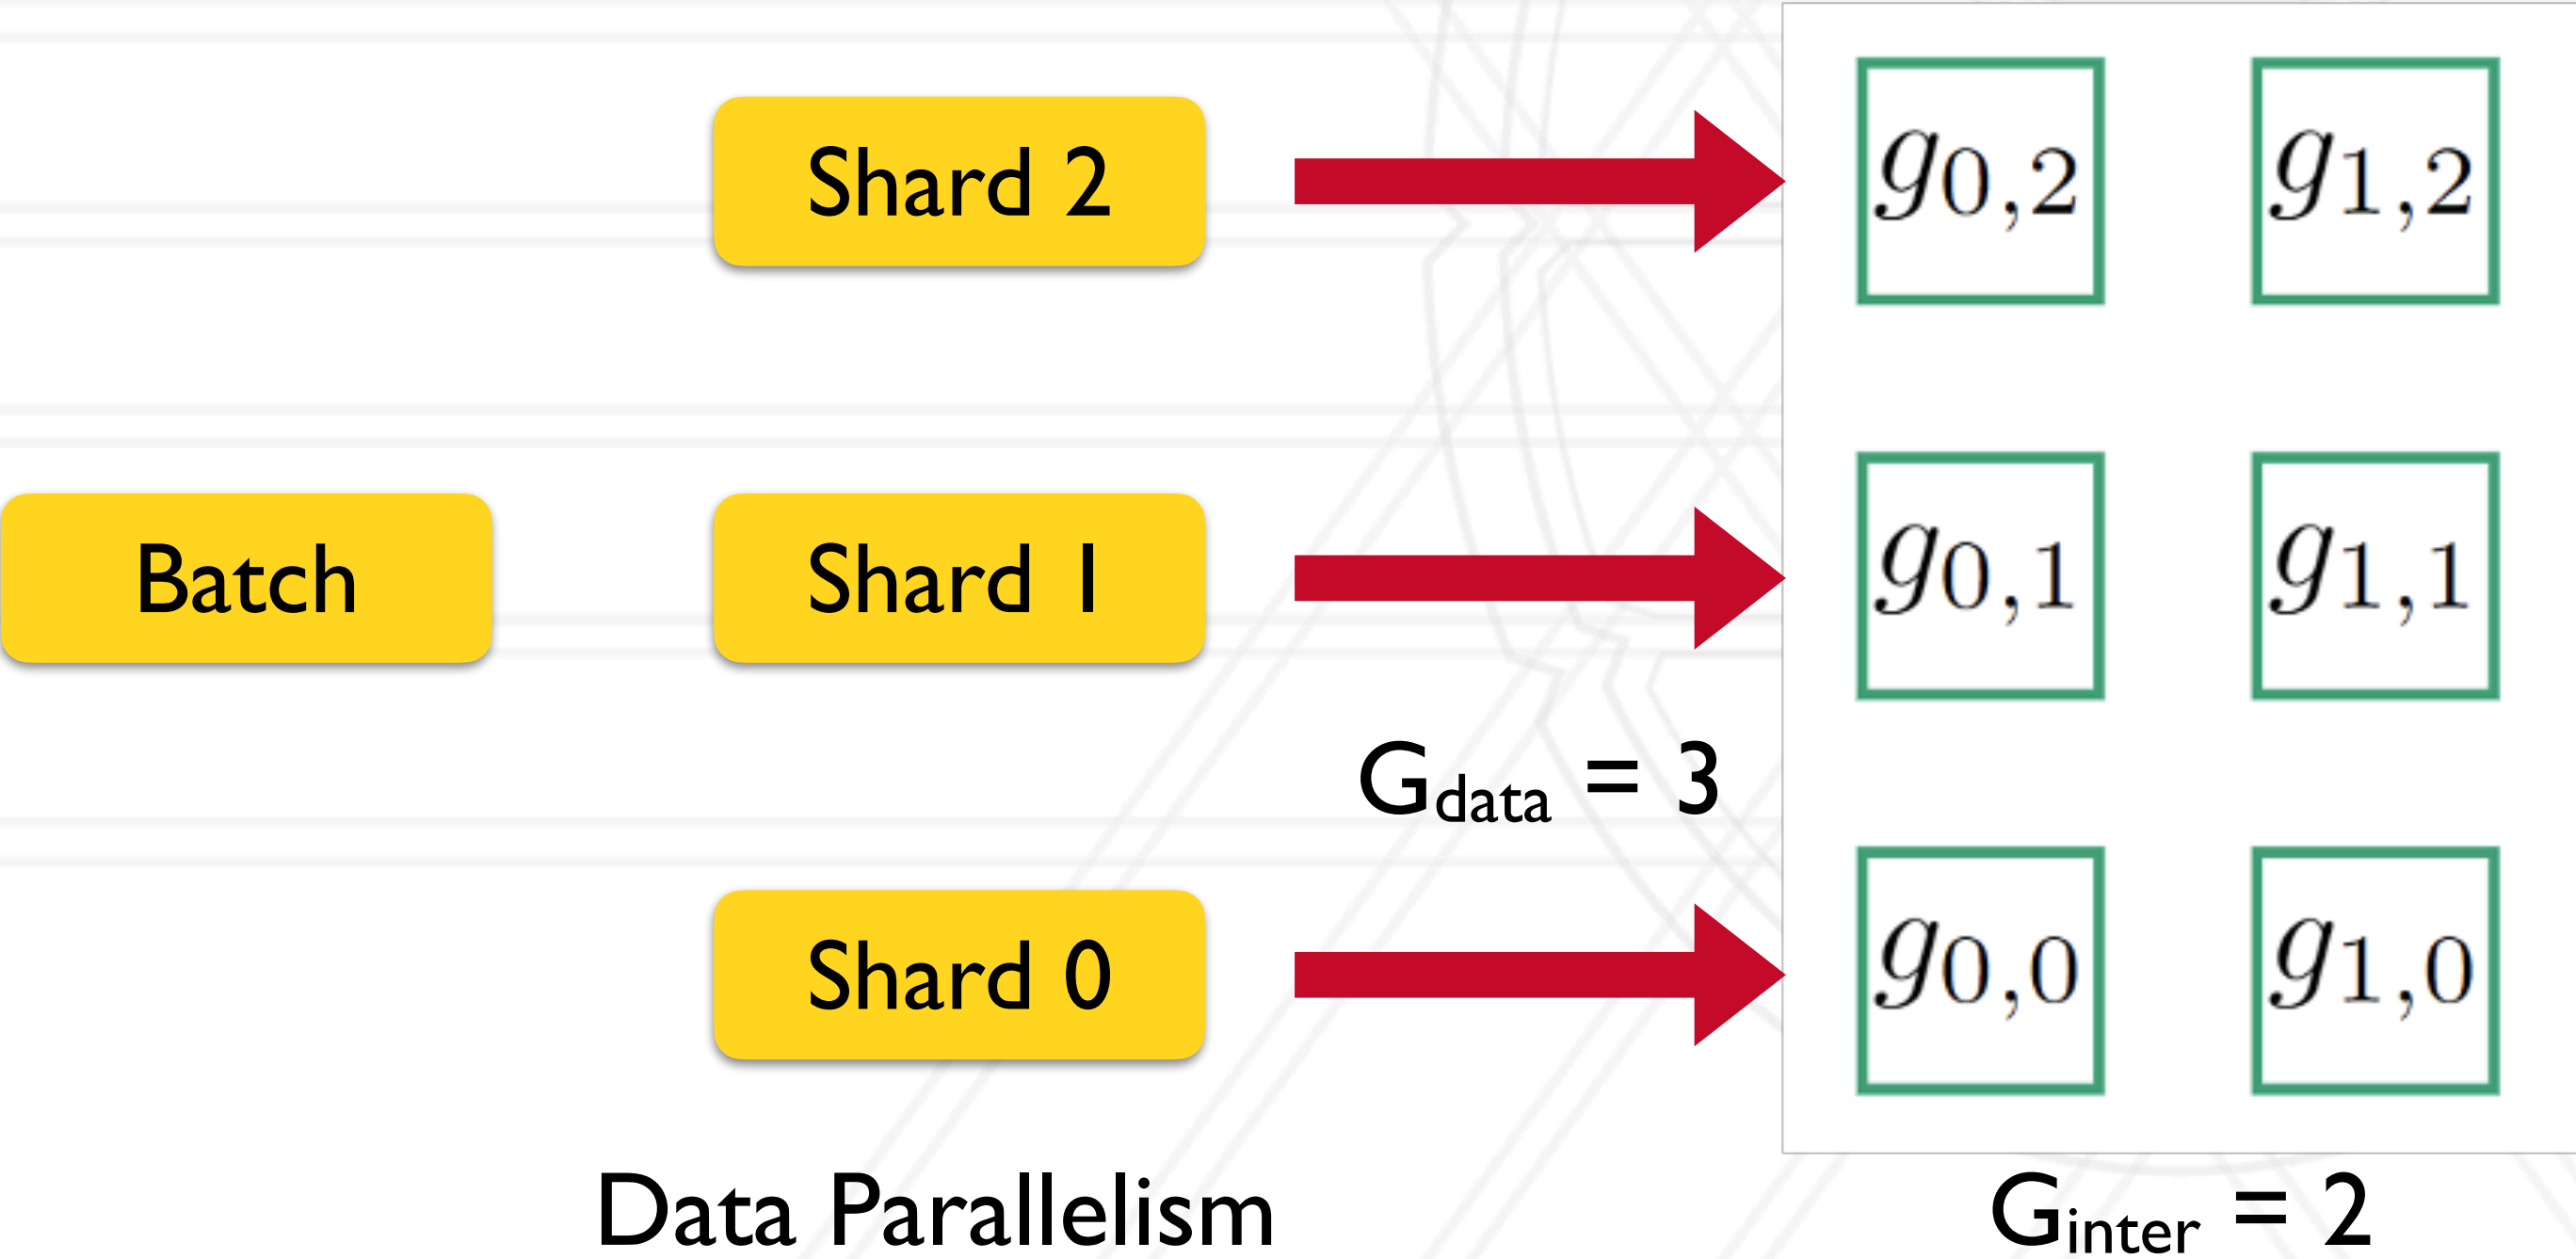 Shard 2
g0,2 g1,2
Batch
Shard 1
g0,1 g1,1
Gdata = 3
Shard 0
g0,0 g1,0
Data Parallelism
Ginter = 2